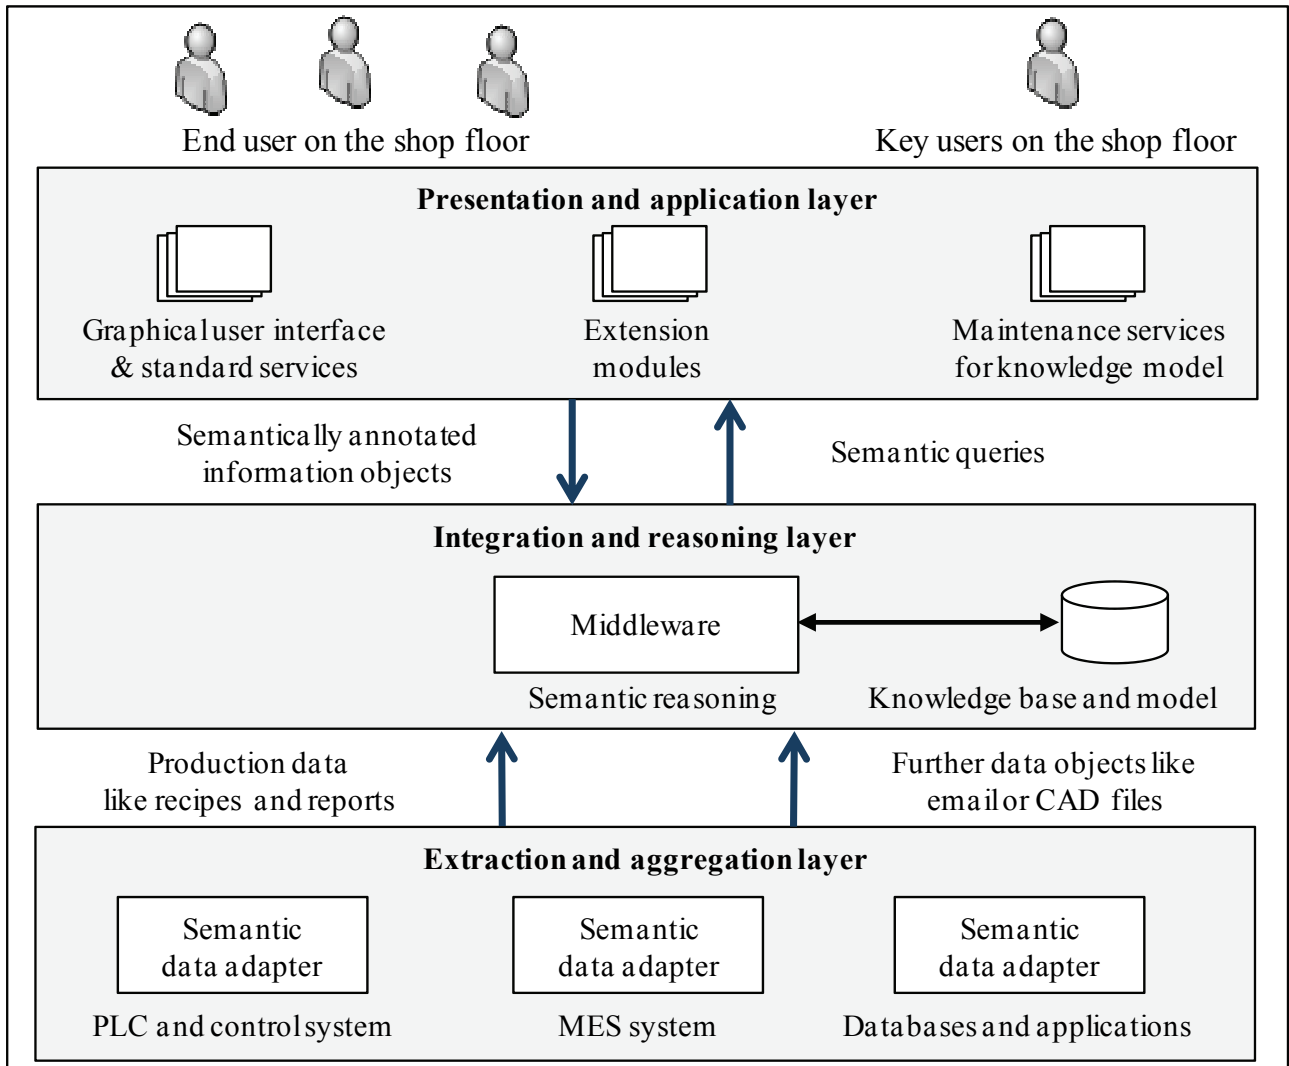 End user on the shop floor
Key users on the shop floor
Presentation and application layer
Graphical user interface
& standard services
Extension
modules
Maintenance services
for knowledge model
Semantically annotated
information objects
Semantic queries
Integration and reasoning layer
Middleware
Semantic reasoning
Knowledge base and model
Production data
like recipes and reports
Further data objects like
email or CAD files
Extraction and aggregation layer
Semantic
data adapter
Semantic
data adapter
Semantic
data adapter
PLC and control system
MES system
Databases and applications